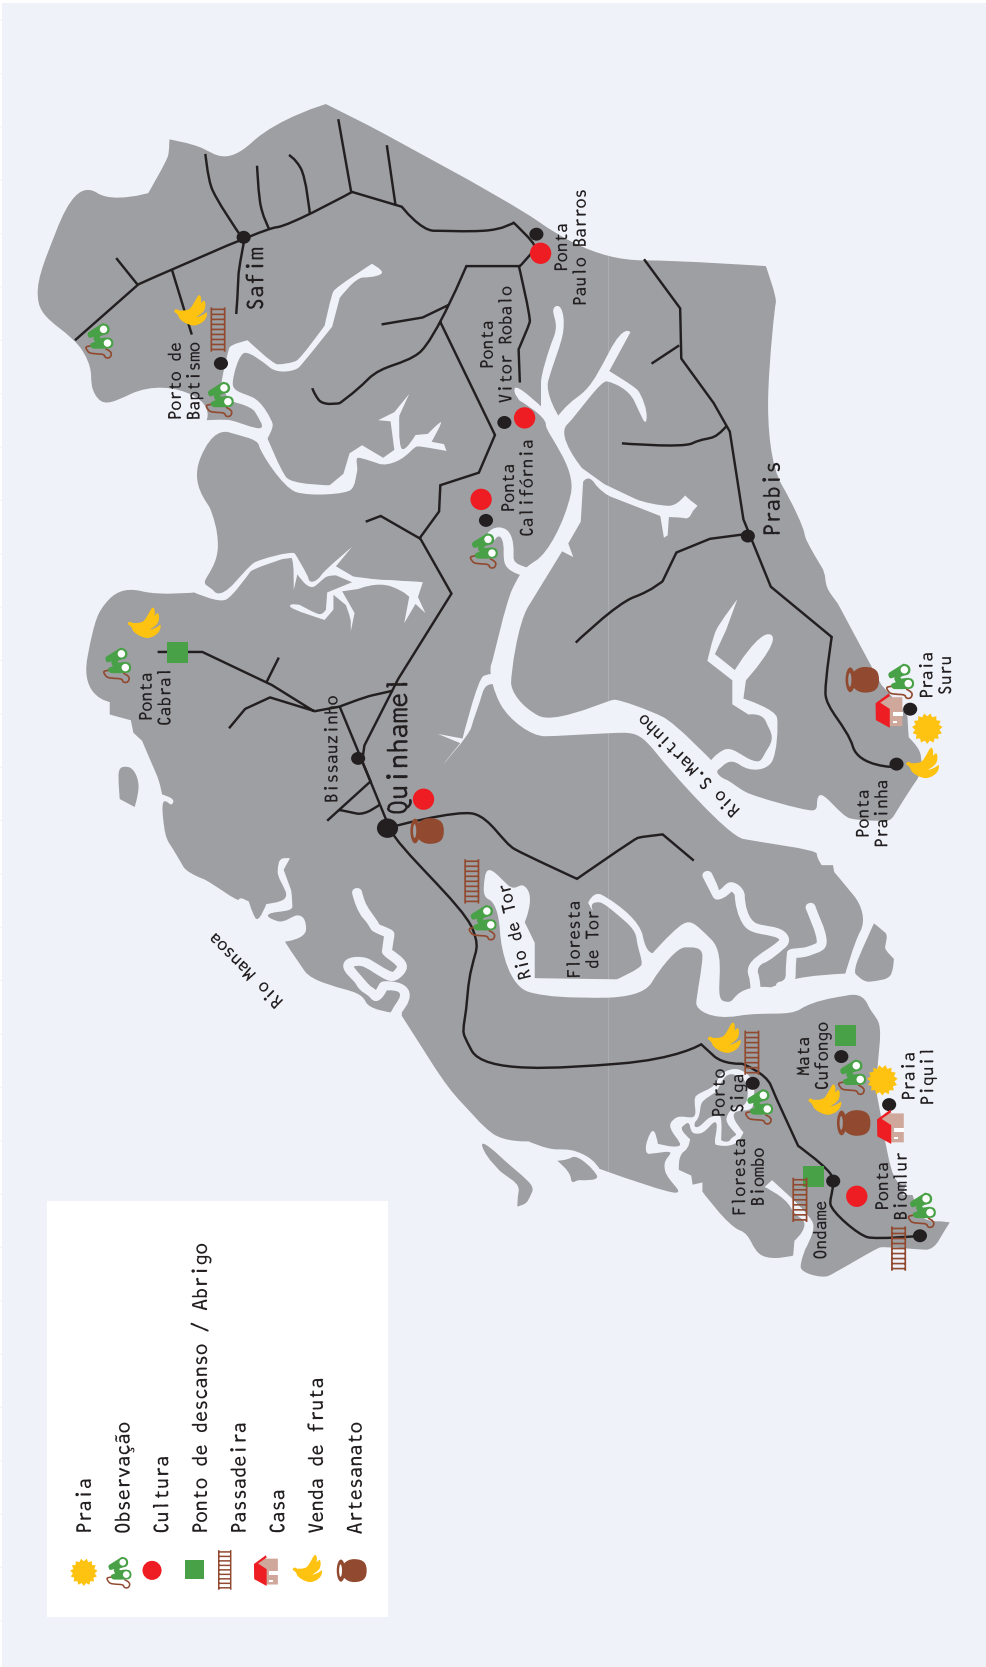 Praia
Observação
Cultura
Ponto de descanso / Abrigo
Passadeira
Casa
Venda de fruta
Artesanato
Rio Mansoa
Ponta
Cabral
Porto de
Baptismo
Safim
Bissauzinho
Quinhamel
Ponta
Califórnia
Ponta
Vitor Robalo
Ponta
Paulo Barros
Rio de Tor
Floresta
de Tor
Rio S.Martinho
Prabis
Porto
Siga
Floresta
Biombo
Ondame
Mata
Cufongo
Ponta
Biomlur
Praia
Piquil
Ponta
Prainha
Praia
Suru